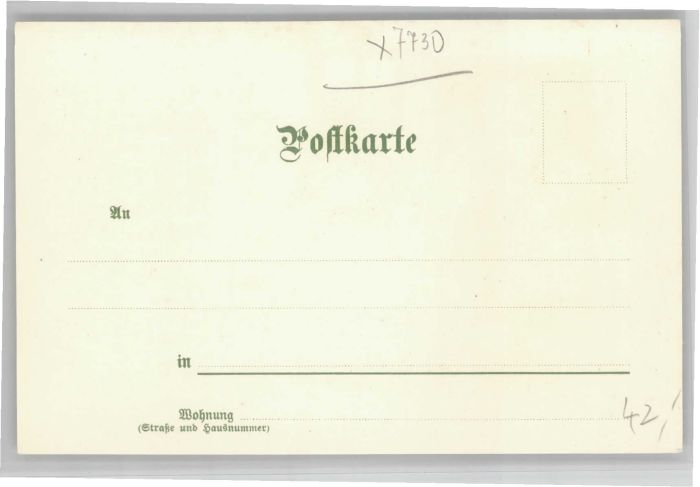 x7730
Postkarte
An
in
Wohnung
(Straße und Hausnummer)
42,-